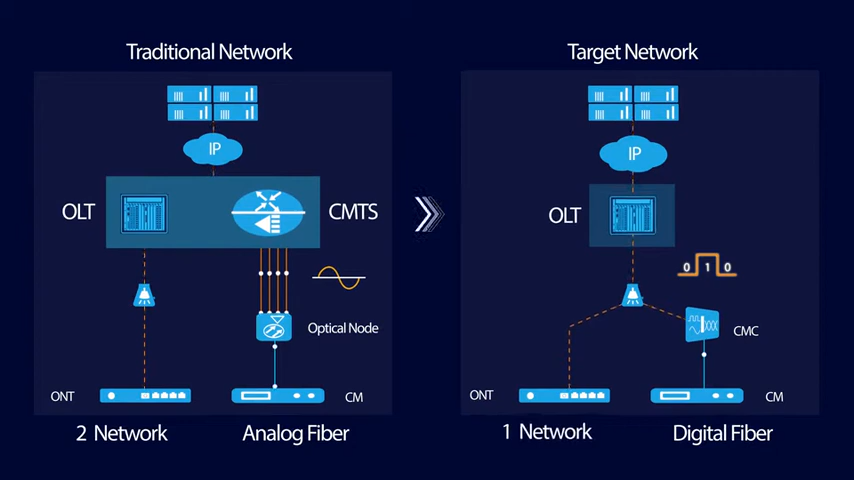 Traditional Network
IP
OLT
CMTS
Optical Node
ONT
CM
2 Network
Analog Fiber
Target Network
IP
OLT
0 1 0
CMC
ONT
CM
1 Network
Digital Fiber